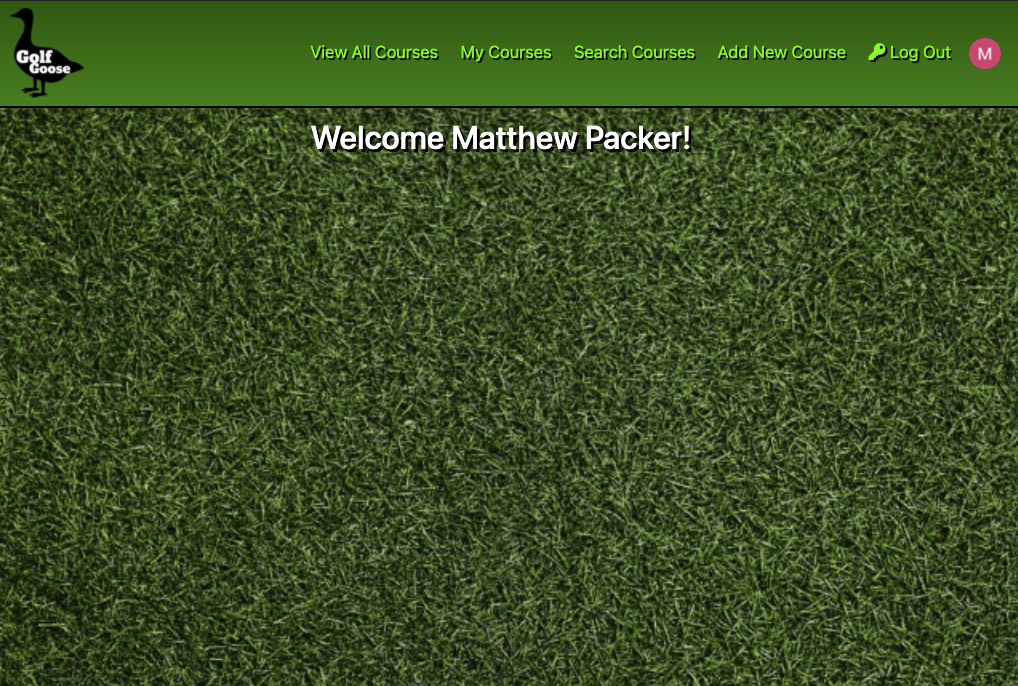 Golf
Goose
View All Courses
My Courses
Search Courses
Add New Course
Log Out
M
Welcome Matthew Packer!